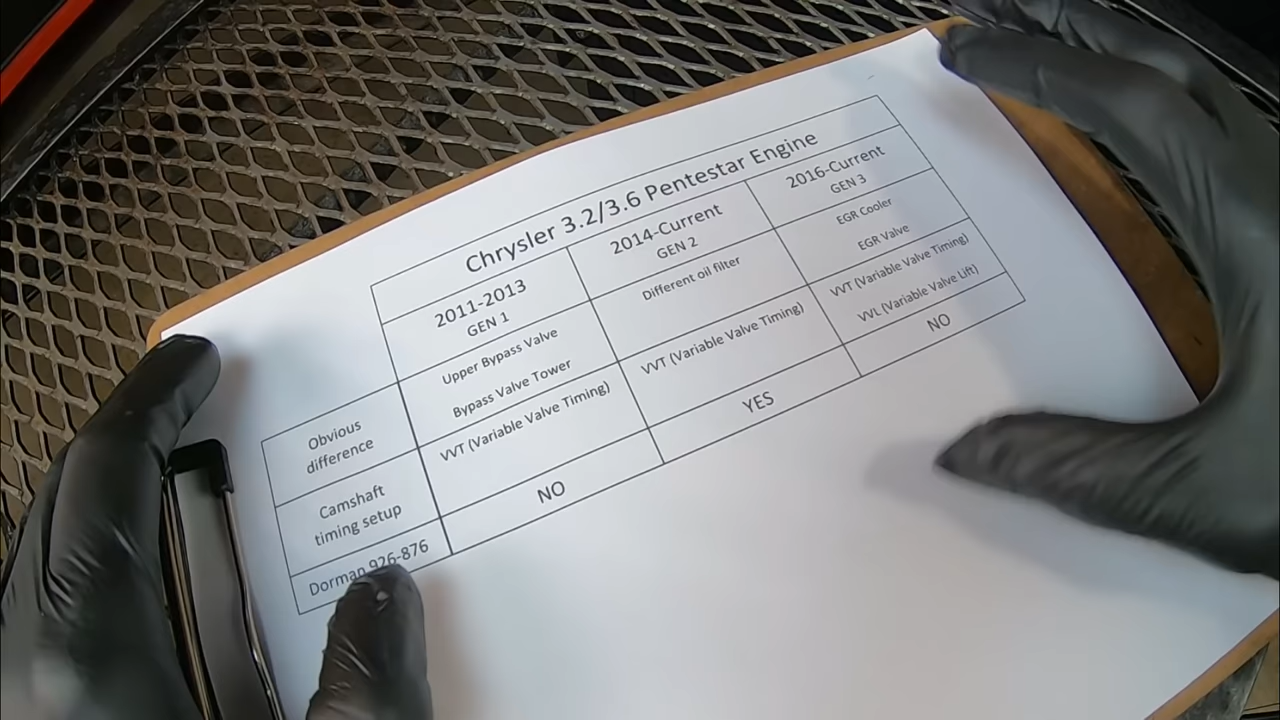 Chrysler 3.2/3.6 Pentestar Engine
2011-2013
GEN 1
2014-Current
GEN 2
2016-Current
GEN 3
Obvious
difference
Upper Bypass Valve
Bypass Valve Tower
Different oil filter
EGR Cooler
EGR Valve
Camshaft
timing setup
VVT (Variable Valve Timing)
VVT (Variable Valve Timing)
VVT (Variable Valve Timing)
VVL (Variable Valve Lift)
Dorman 926-876
NO
YES
NO